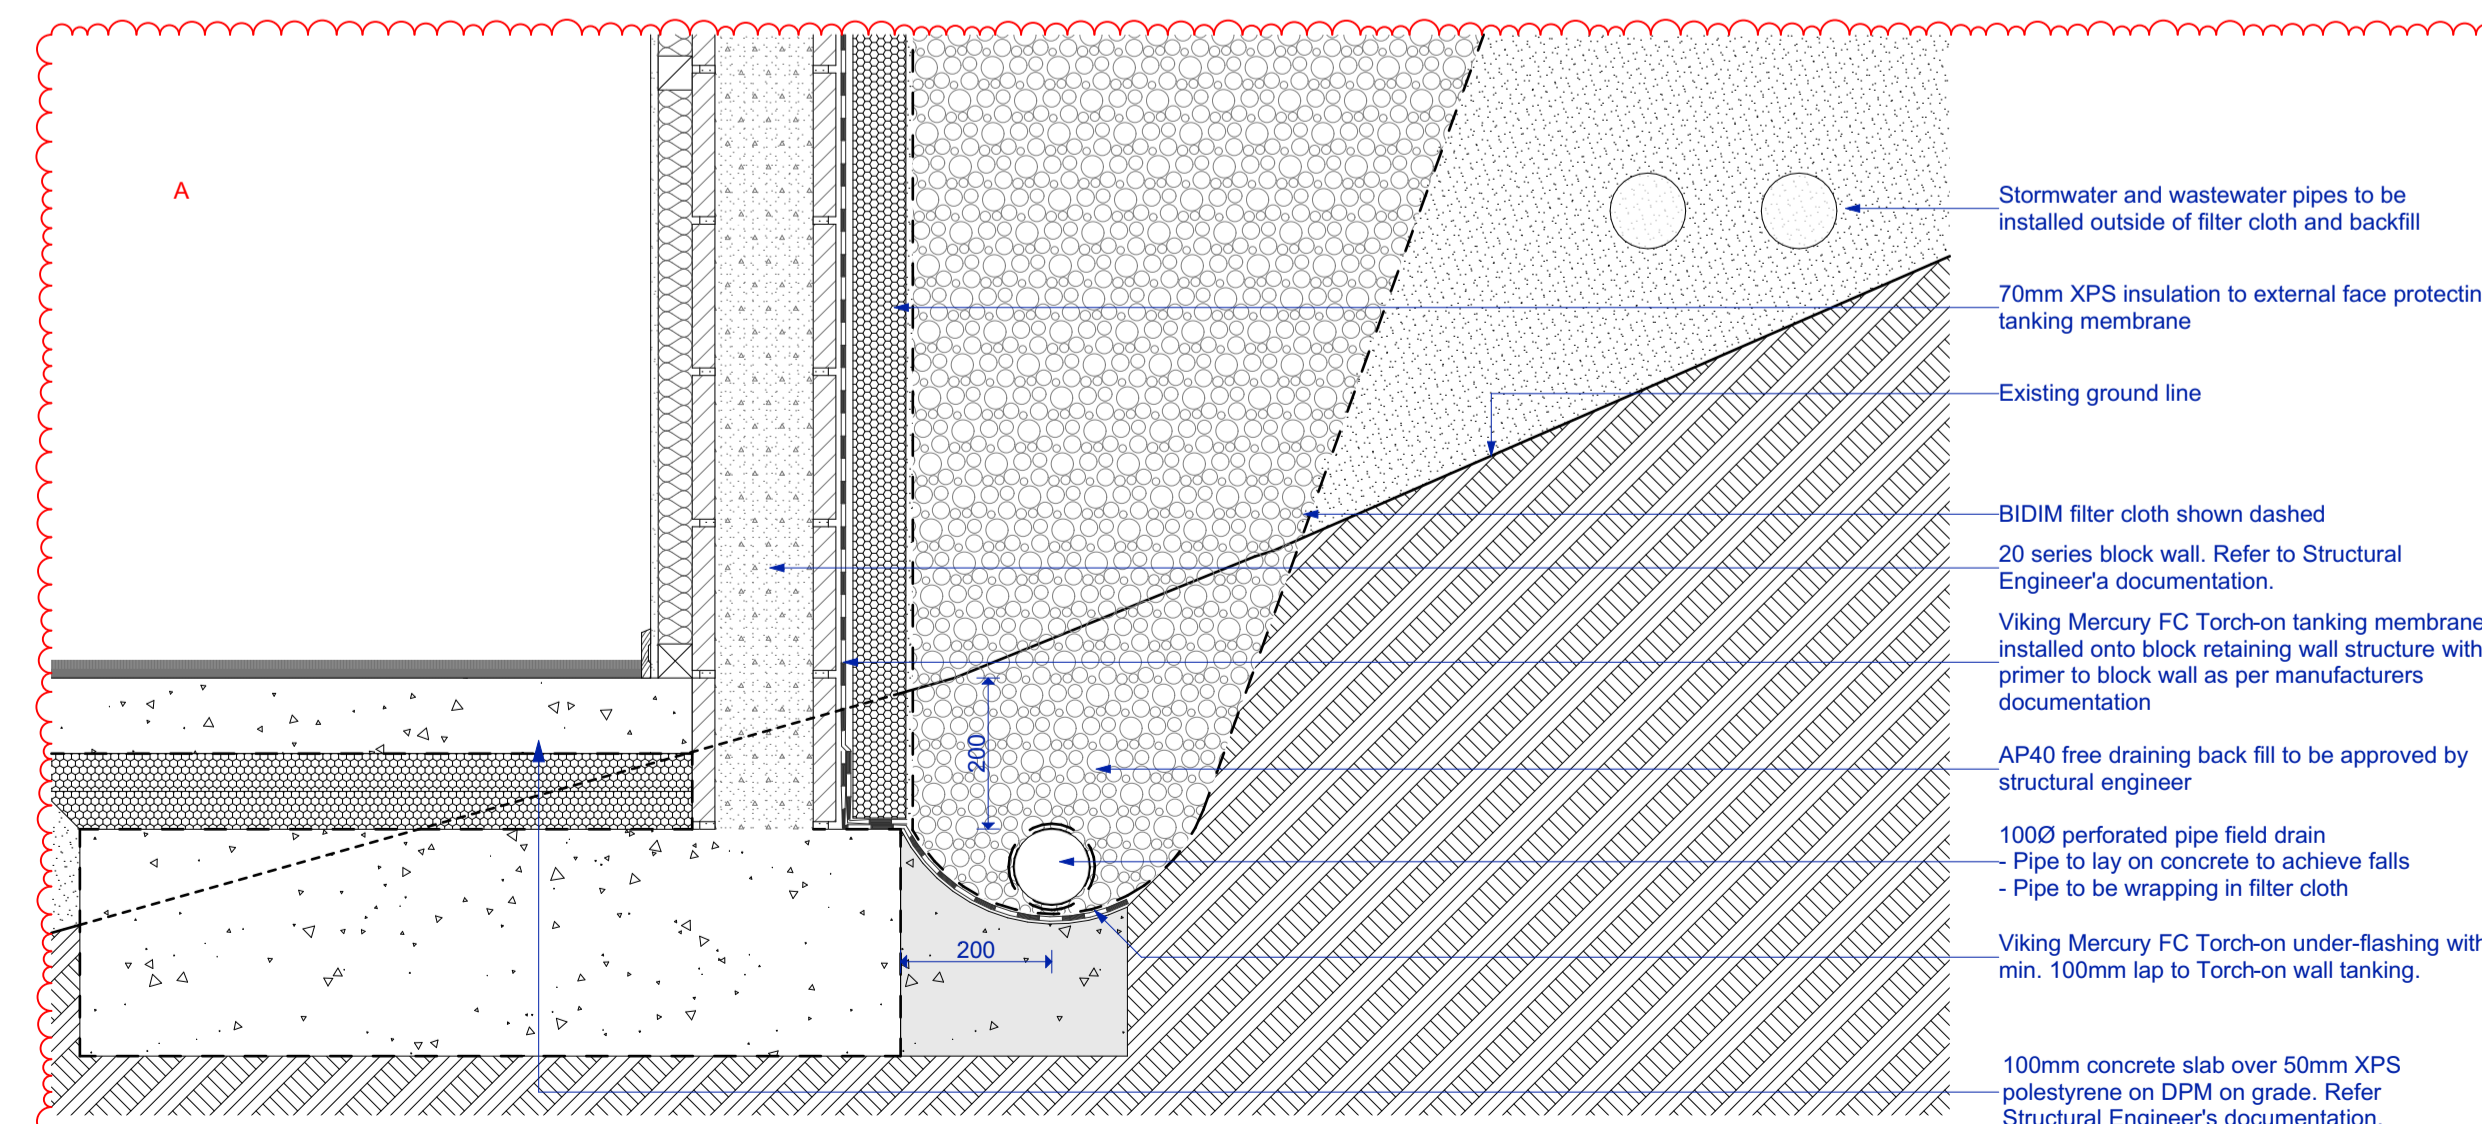 A
Stormwater and wastewater pipes to be
installed outside of filter cloth and backfill
70mm XPS insulation to external face protectin
tanking membrane
Existing ground line
BIDIM filter cloth shown dashed
20 series block wall. Refer to Structural
Engineer'a documentation.
Viking Mercury FC Torch-on tanking membrane
installed onto block retaining wall structure with
primer to block wall as per manufacturers
documentation
200
AP40 free draining back fill to be approved by
structural engineer
100Ø perforated pipe field drain
- Pipe to lay on concrete to achieve falls
- Pipe to be wrapping in filter cloth
200
Viking Mercury FC Torch-on under-flashing with
min. 100mm lap to Torch-on wall tanking.
100mm concrete slab over 50mm XPS
polestyrene on DPM on grade. Refer
Structural Engineer's documentation.